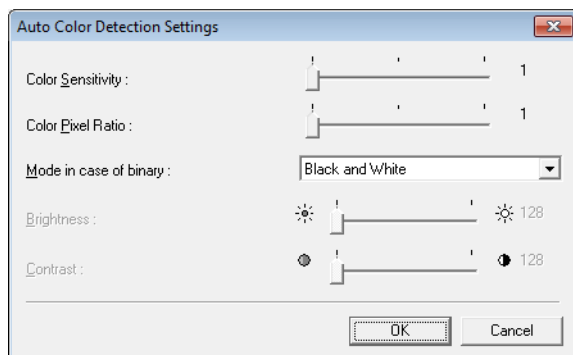 Auto Color Detection Settings
Color Sensitivity : 1
Color Pixel Ratio : 1
Mode in case of binary : Black and White
Brightness : 128
Contrast : 128
OK Cancel